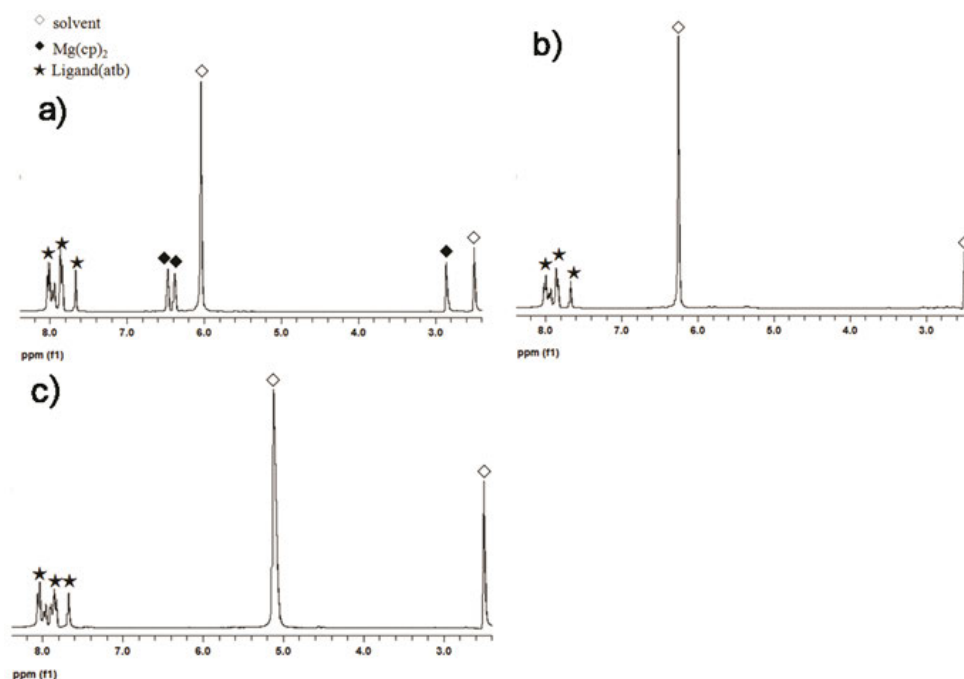 ◇ solvent
◆ Mg(cp)₂
★ Ligand(atb)
a)
8.0 7.0 6.0 5.0 4.0 3.0
ppm (f1)
b)
8.0 7.0 6.0 5.0 4.0 3.0
ppm (f1)
c)
8.0 7.0 6.0 5.0 4.0 3.0
ppm (f1)